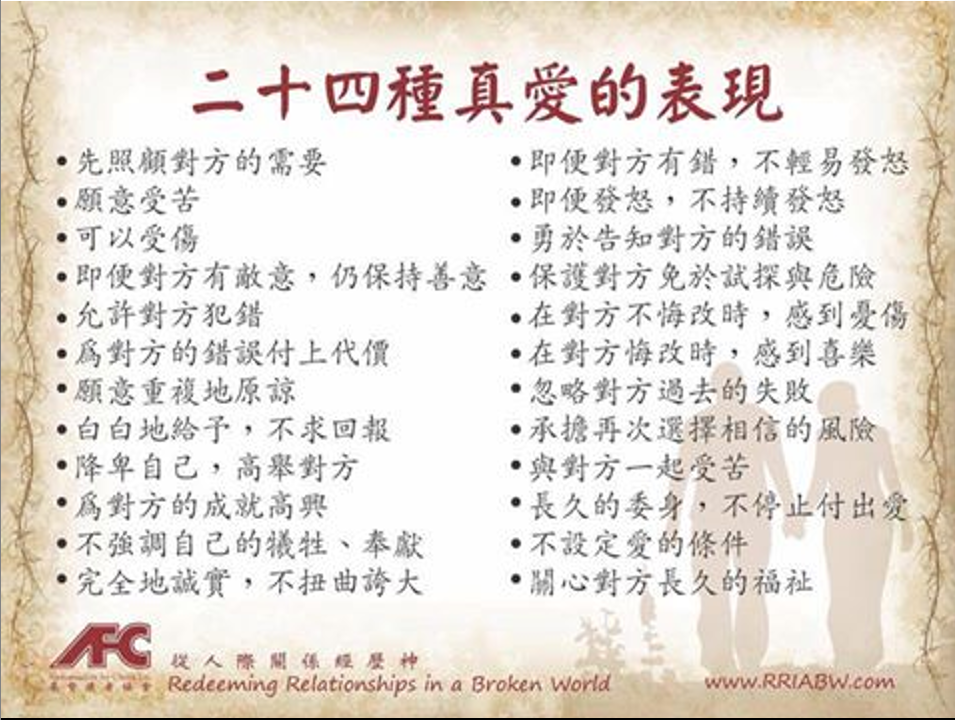 二十四種真愛的表現
•先照顧對方的需要
•願意受苦
•可以受傷
•即便對方有敵意，仍保持善意
•允許對方犯錯
•爲對方的錯誤付上代價
•願意重複地原諒
•白白地給予，不求回報
•降卑自己，高舉對方
•爲對方的成就高興
•不強調自己的犧牲、奉獻
•完全地誠實，不扭曲誇大
•即便對方有錯，不輕易發怒
•即便發怒，不持續發怒
•勇於告知對方的錯誤
•保護對方免於試探與危險
•在對方不悔改時，感到憂傷
•在對方悔改時，感到喜樂
•忽略對方過去的失敗
•承擔再次選擇相信的風險
•與對方一起受苦
•長久的委身，不停止付出愛
•不設定愛的條件
•關心對方長久的福祉
AFC
從人際關係經歷神
Redeeming Relationships in a Broken World
www.RRIABW.com